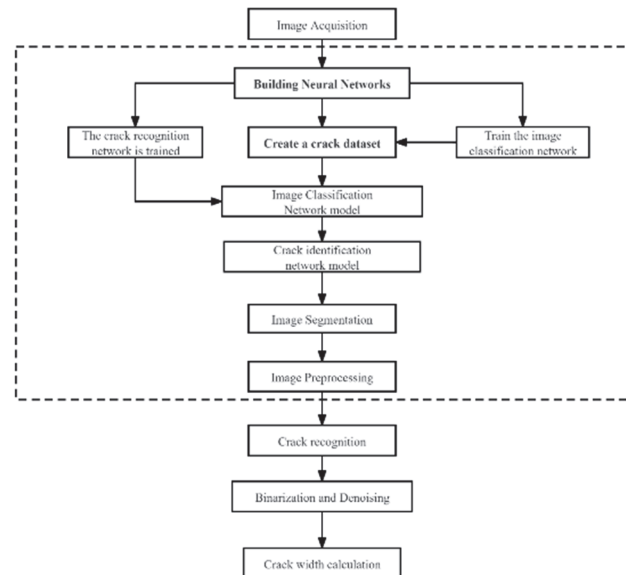 Image Acquisition
Building Neural Networks
The crack recognition
network is trained
Create a crack dataset
Train the image
classification network
Image Classification
Network model
Crack identification
network model
Image Segmentation
Image Preprocessing
Crack recognition
Binarization and Denoising
Crack width calculation